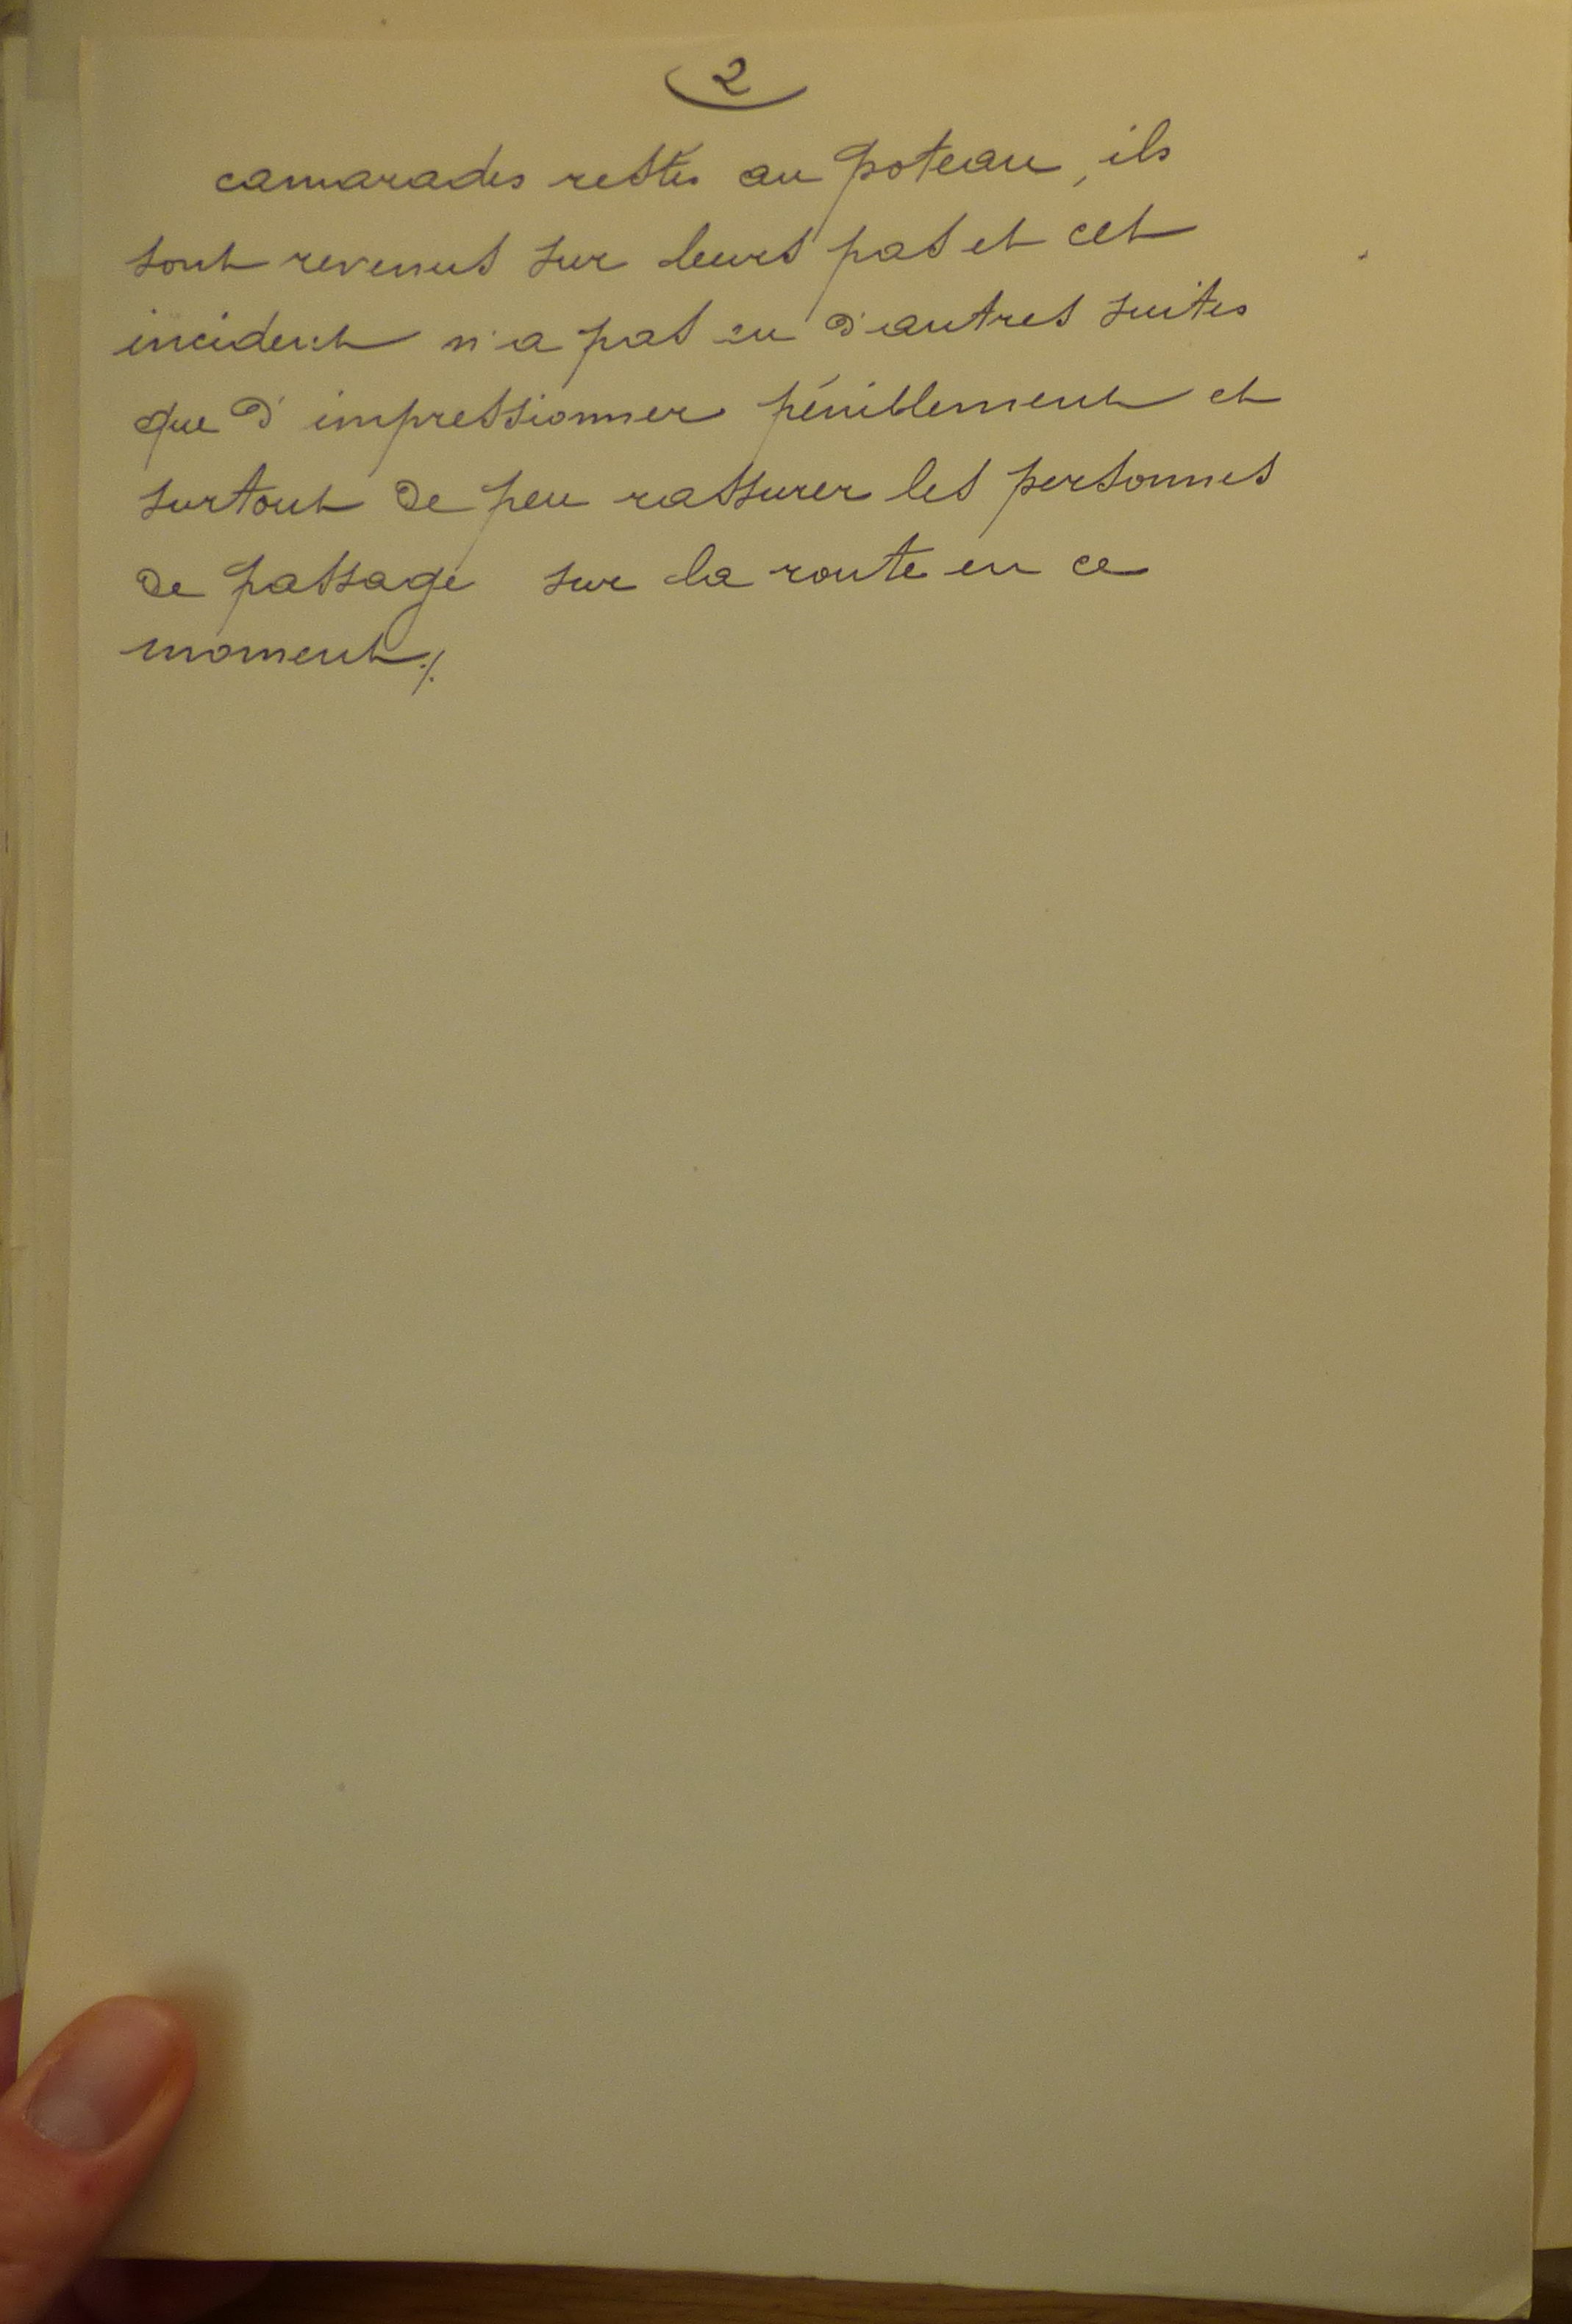 2
camarades restés au poteau, ils
sont revenus sur leurs pas et cet
incident n'a pas eu d'autres suites
que d'impressionner péniblement et
surtout de peu rassurer les personnes
de passage sur la route en ce
moment ./.